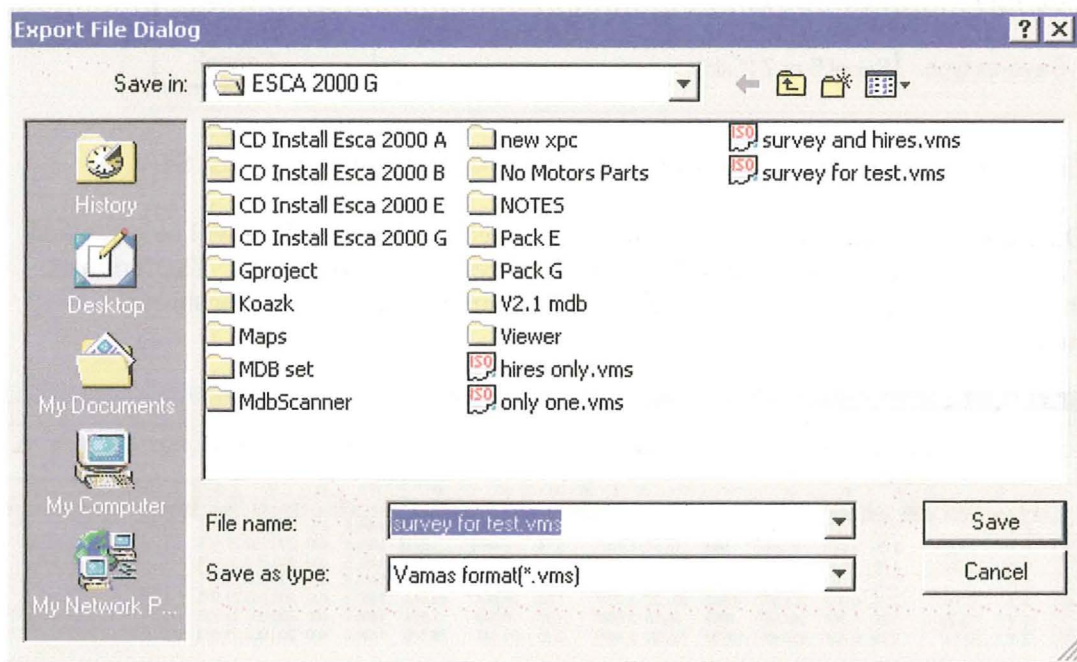 Export File Dialog
Save in: ESCA 2000 G
History
Desktop
My Documents
My Computer
My Network P...
CD Install Esca 2000 A
CD Install Esca 2000 B
CD Install Esca 2000 E
CD Install Esca 2000 G
Gproject
Koazk
Maps
MDB set
MdbScanner
new xpc
No Motors Parts
NOTES
Pack E
Pack G
V2.1 mdb
Viewer
ISO hires only.vms
ISO only one.vms
ISO survey and hires.vms
ISO survey for test.vms
File name: survey for test.vms Save
Save as type: Vamas format(*.vms) Cancel